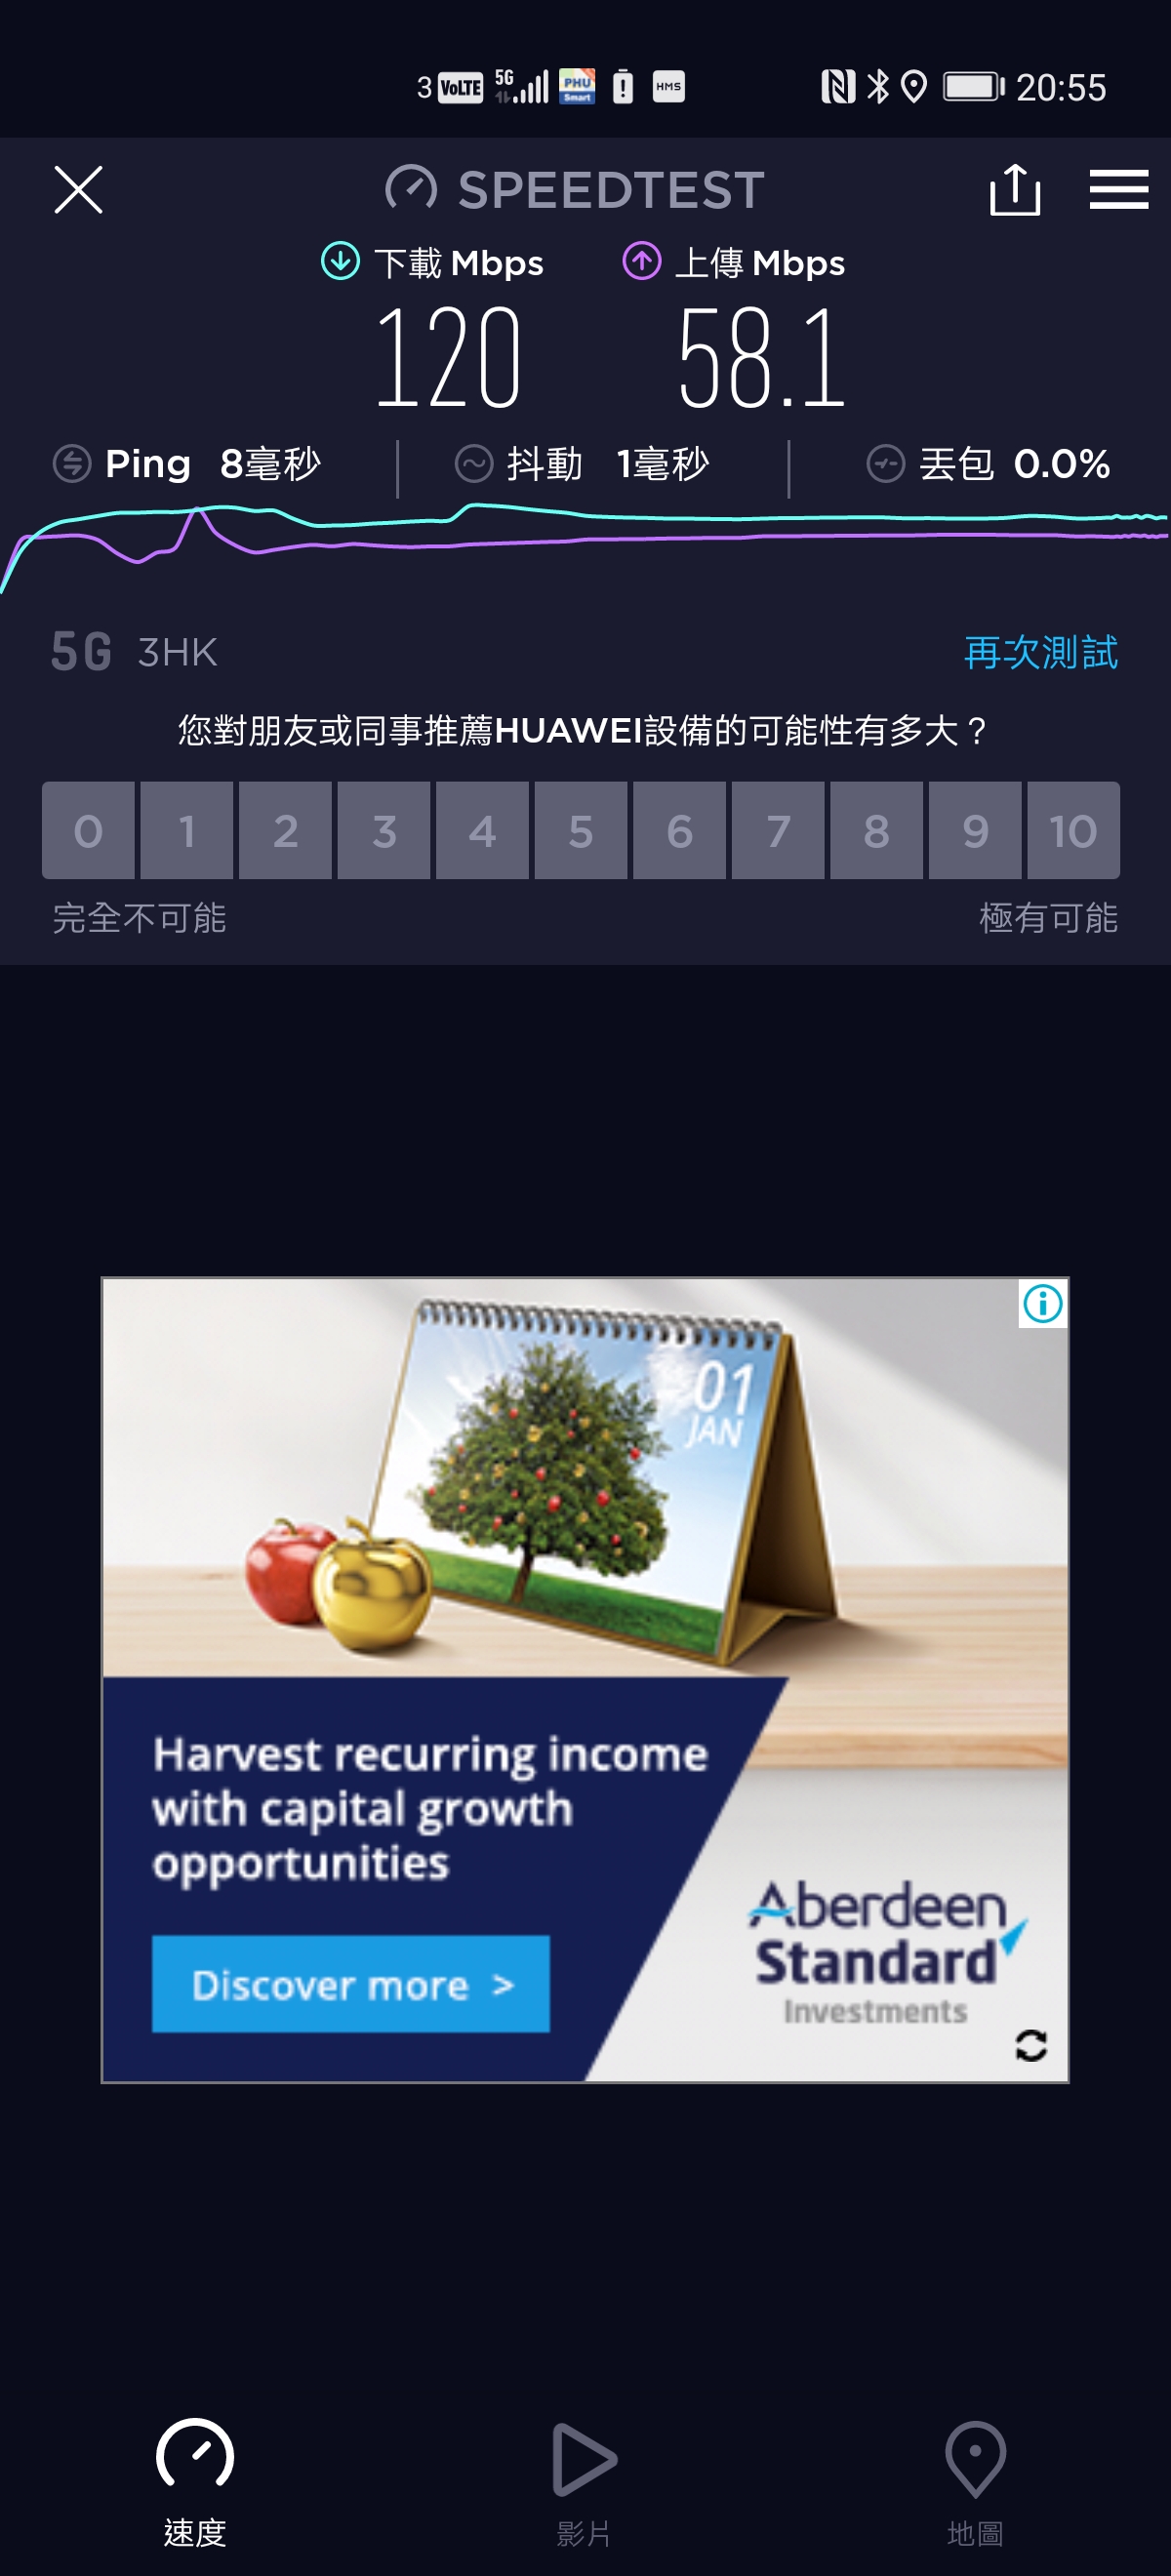 3 VoLTE 5G PHU Smart HMS 20:55
SPEEDTEST
下載 Mbps 上傳 Mbps
120 58.1
Ping 8毫秒 抖動 1毫秒 丟包 0.0%
5G 3HK 再次測試
您對朋友或同事推薦HUAWEI設備的可能性有多大？
0 1 2 3 4 5 6 7 8 9 10
完全不可能 極有可能
01
JAN
Harvest recurring income
with capital growth
opportunities
Discover more >
Aberdeen
Standard
Investments
速度 影片 地圖